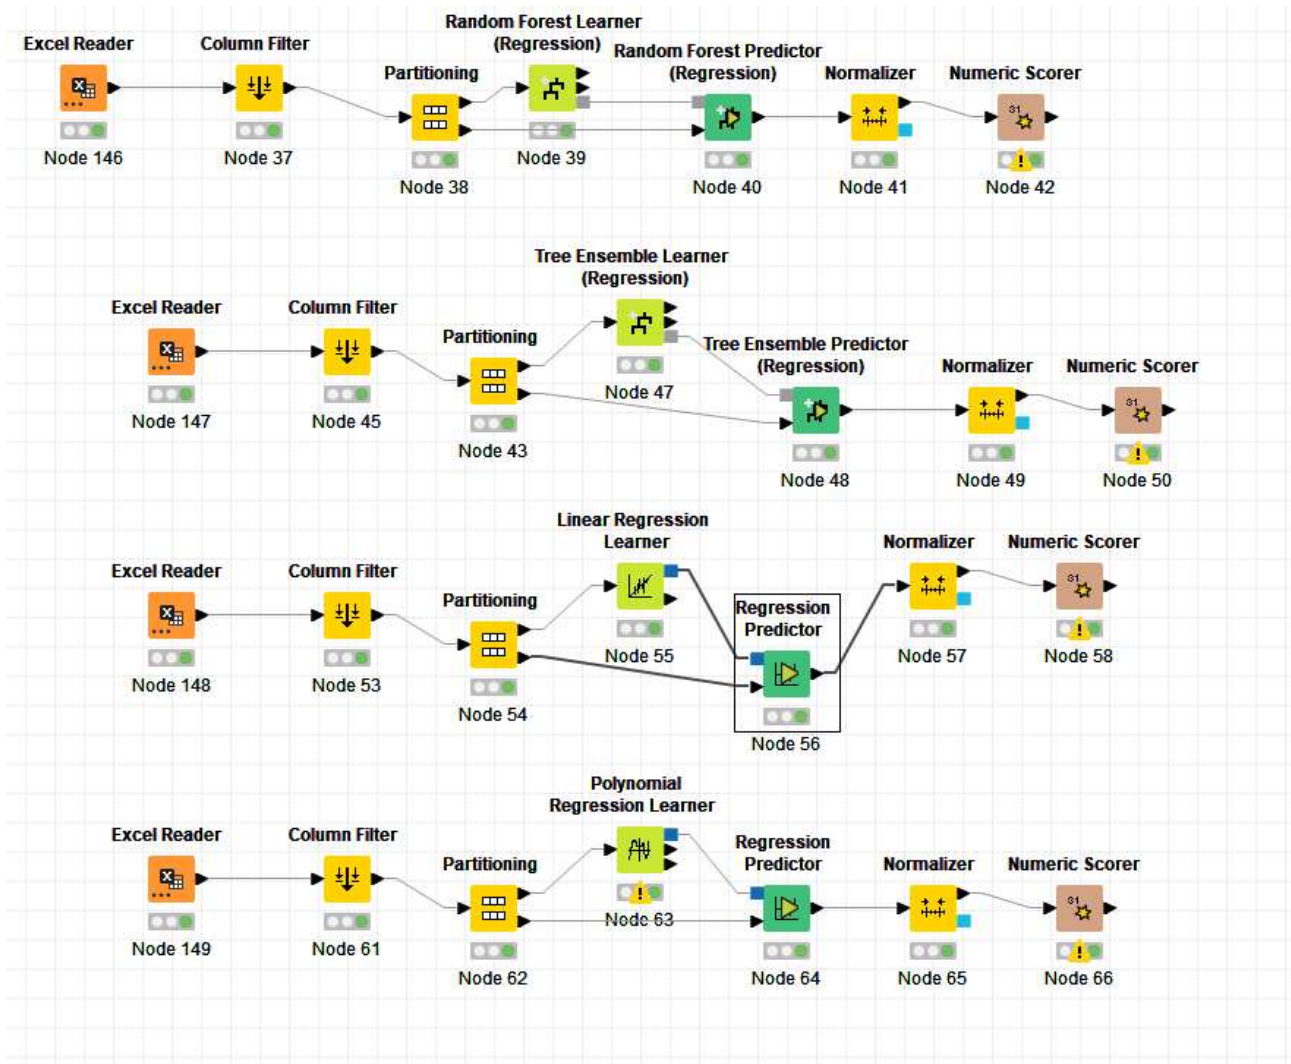 Random Forest Learner
(Regression)
Excel Reader
Column Filter
Random Forest Predictor
(Regression)
Partitioning
Normalizer
Numeric Scorer
Node 146
Node 37
Node 39
Node 38
Node 40
Node 41
Node 42
Tree Ensemble Learner
(Regression)
Excel Reader
Column Filter
Partitioning
Tree Ensemble Predictor
(Regression)
Normalizer
Numeric Scorer
Node 47
Node 147
Node 45
Node 43
Node 48
Node 49
Node 50
Linear Regression
Learner
Normalizer
Numeric Scorer
Excel Reader
Column Filter
Partitioning
Regression
Predictor
Node 55
Node 57
Node 58
Node 148
Node 53
Node 54
Node 56
Polynomial
Regression Learner
Excel Reader
Column Filter
Regression
Predictor
Partitioning
Normalizer
Numeric Scorer
Node 63
Node 149
Node 61
Node 62
Node 64
Node 65
Node 66